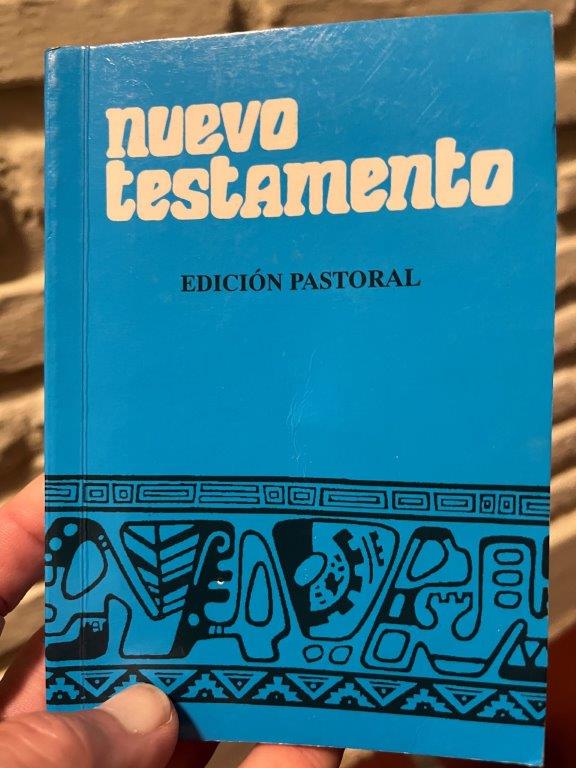 nuevo
testamento
EDICIÓN PASTORAL